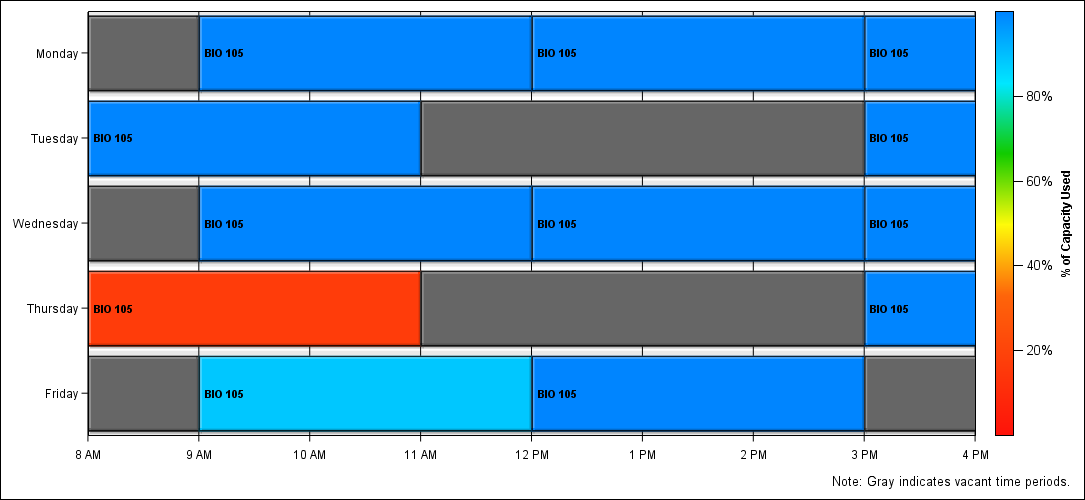 Monday
BIO 105
BIO 105
BIO 105
Tuesday
BIO 105
BIO 105
Wednesday
BIO 105
BIO 105
BIO 105
Thursday
BIO 105
BIO 105
Friday
BIO 105
BIO 105
8 AM
9 AM
10 AM
11 AM
12 PM
1 PM
2 PM
3 PM
4 PM
80%
60%
40%
20%
% of Capacity Used
Note: Gray indicates vacant time periods.